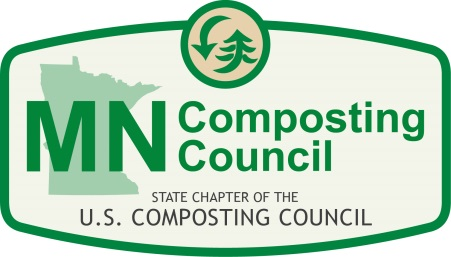 MN Composting
Council
STATE CHAPTER OF THE
U.S. COMPOSTING COUNCIL